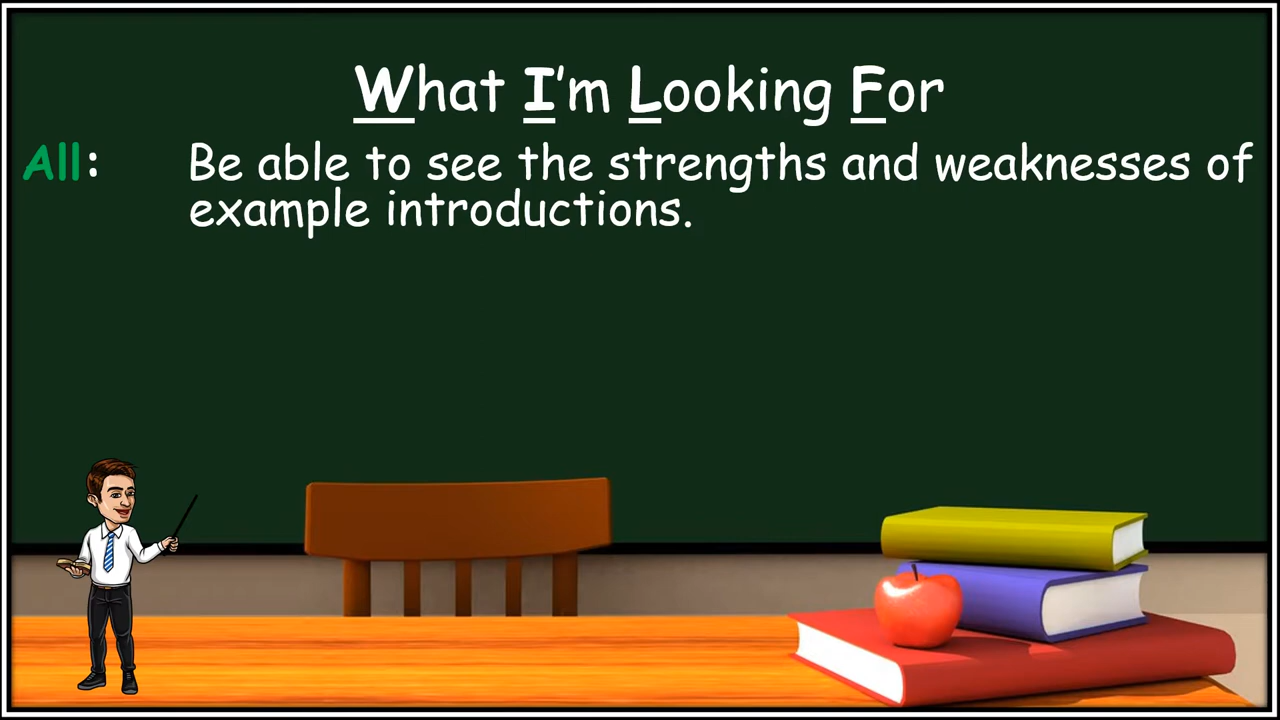 What I'm Looking For
All: Be able to see the strengths and weaknesses of
example introductions.